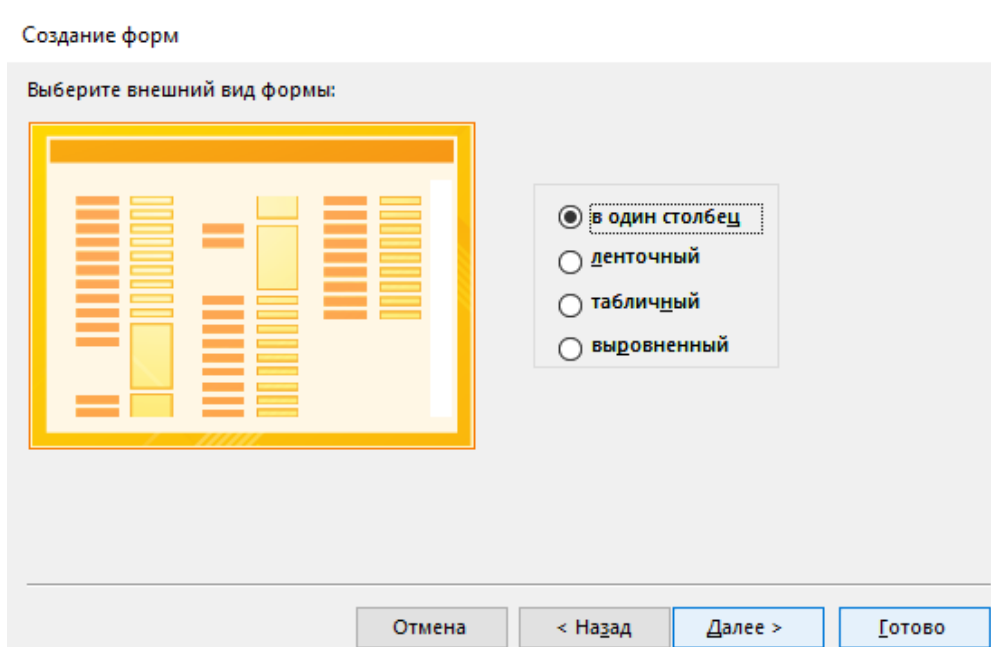 Создание форм
Выберите внешний вид формы:
в один столбец
ленточный
табличный
выровненный
Отмена
< Назад
Далее >
Готово